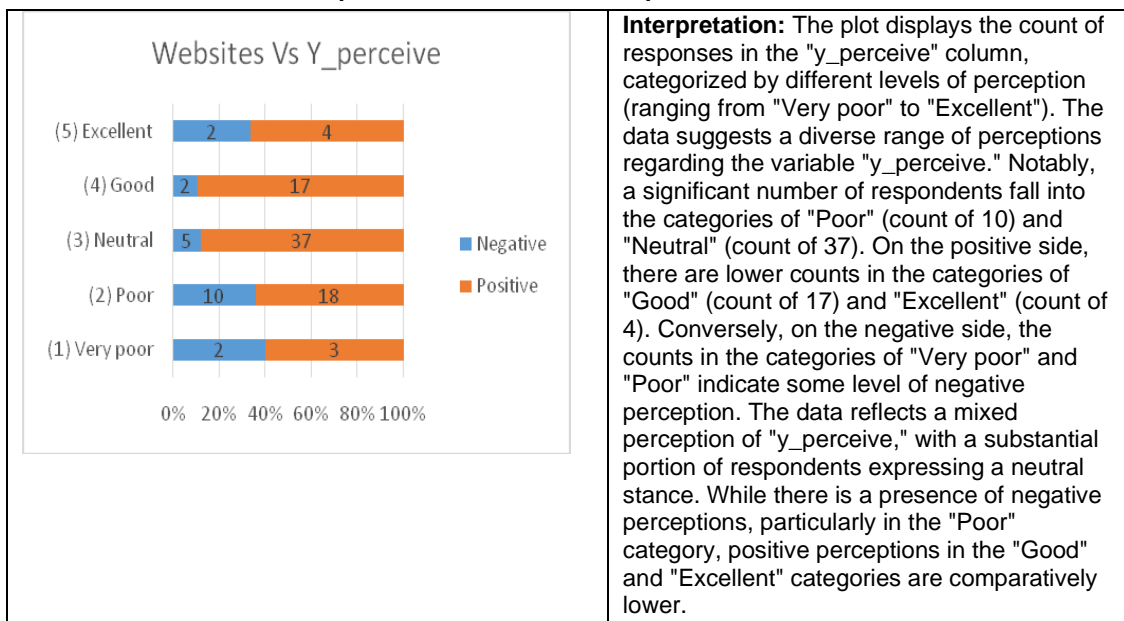 Websites Vs Y_perceive
(5) Excellent 2 4
(4) Good 2 17
(3) Neutral 5 37
(2) Poor 10 18
(1) Very poor 2 3
0% 20% 40% 60% 80% 100%
Negative
Positive
Interpretation: The plot displays the count of
responses in the "y_perceive" column,
categorized by different levels of perception
(ranging from "Very poor" to "Excellent"). The
data suggests a diverse range of perceptions
regarding the variable "y_perceive." Notably,
a significant number of respondents fall into
the categories of "Poor" (count of 10) and
"Neutral" (count of 37). On the positive side,
there are lower counts in the categories of
"Good" (count of 17) and "Excellent" (count of
4). Conversely, on the negative side, the
counts in the categories of "Very poor" and
"Poor" indicate some level of negative
perception. The data reflects a mixed
perception of "y_perceive," with a substantial
portion of respondents expressing a neutral
stance. While there is a presence of negative
perceptions, particularly in the "Poor"
category, positive perceptions in the "Good"
and "Excellent" categories are comparatively
lower.